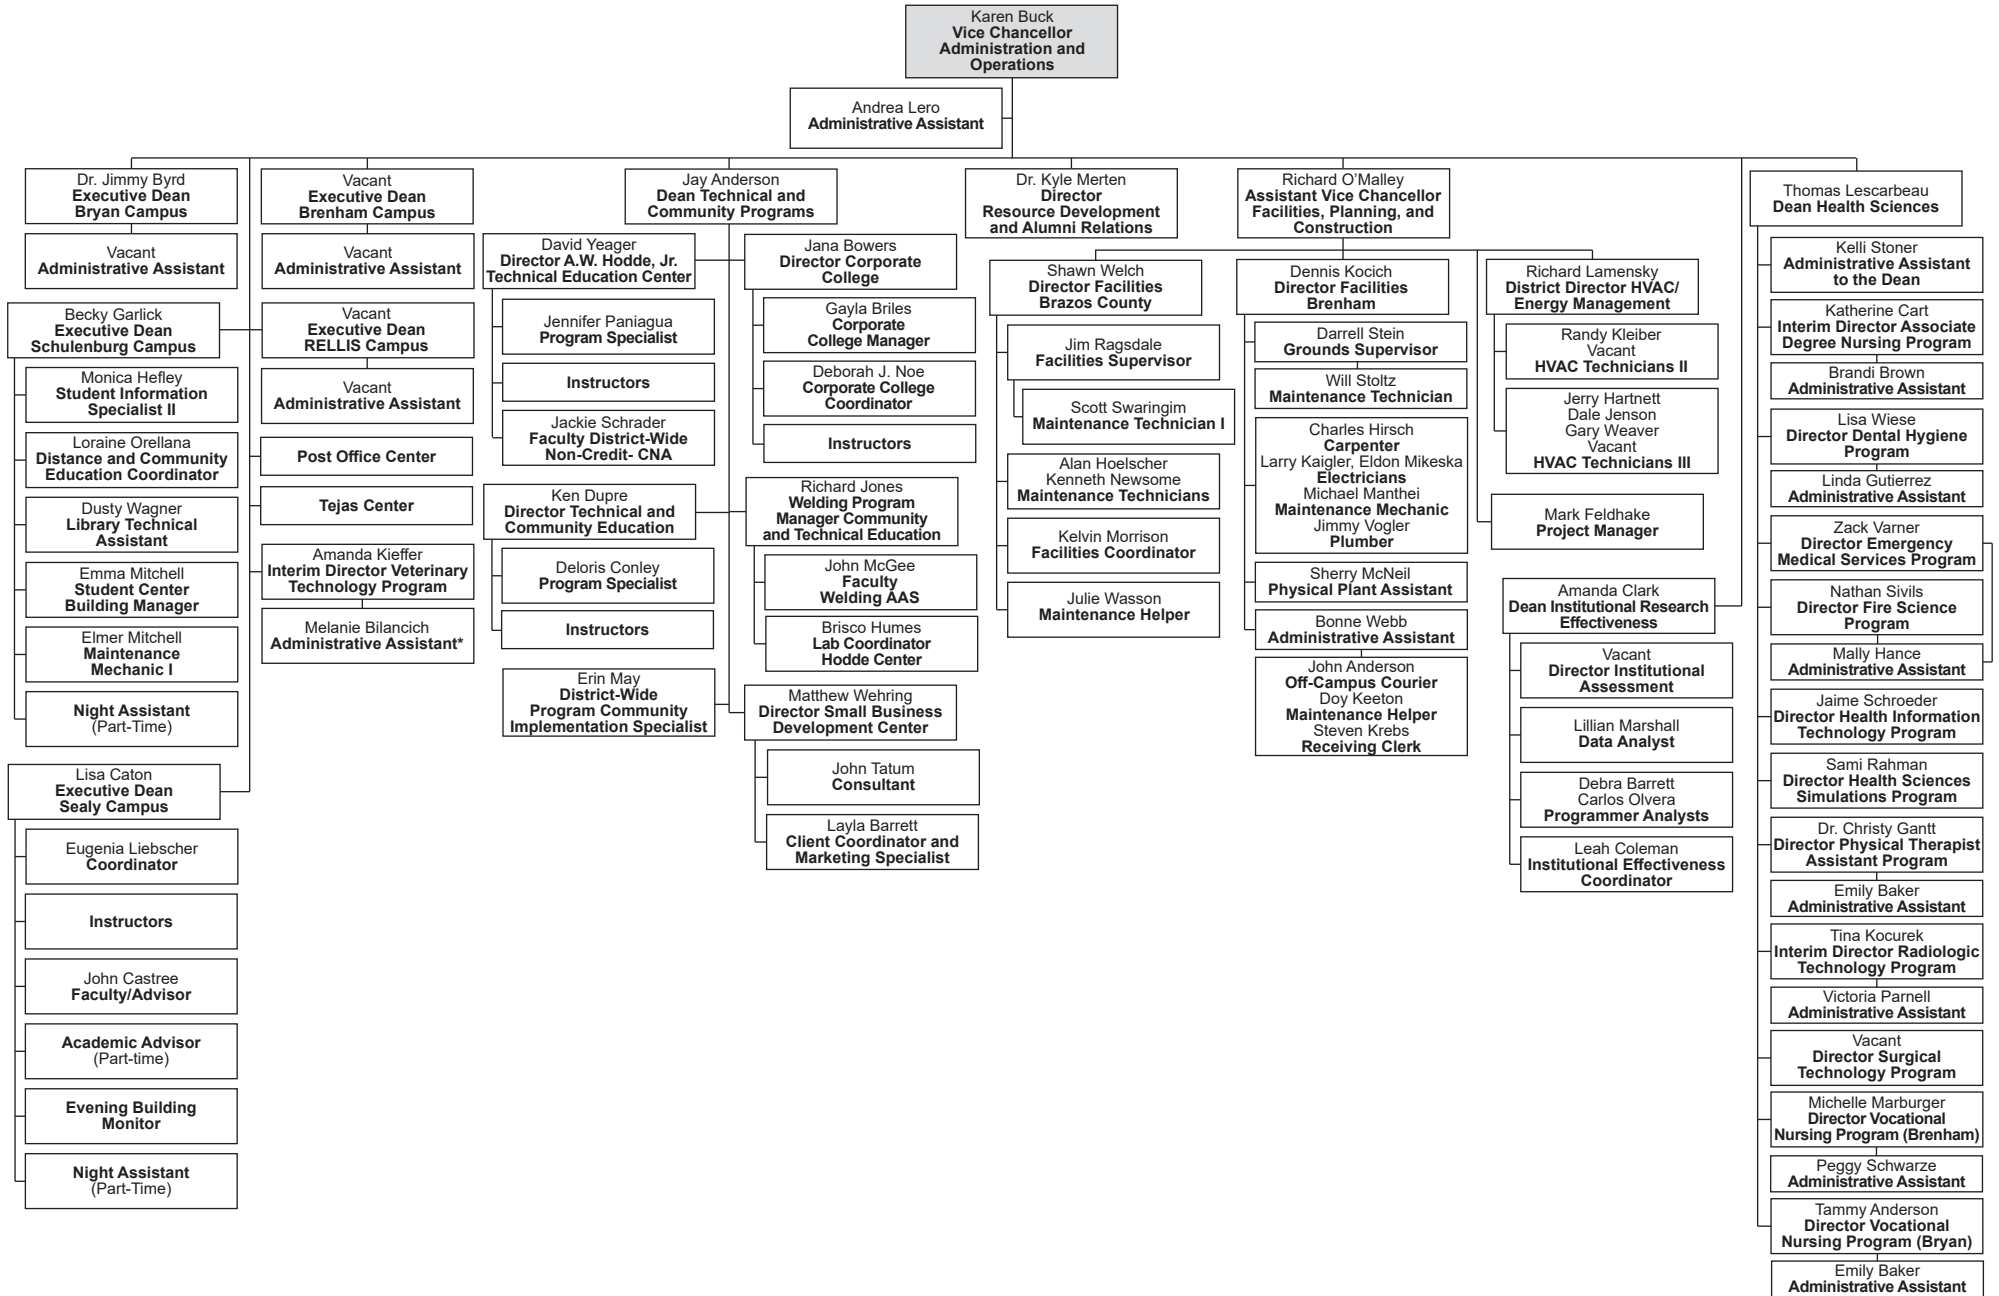 Karen Buck
Vice Chancellor
Administration and
Operations
Andrea Lero
Administrative Assistant
Dr. Jimmy Byrd
Executive Dean
Bryan Campus
Vacant
Administrative Assistant
Becky Garlick
Executive Dean
Schulenburg Campus
Monica Hefley
Student Information
Specialist II
Loraine Orellana
Distance and Community
Education Coordinator
Dusty Wagner
Library Technical
Assistant
Emma Mitchell
Student Center
Building Manager
Elmer Mitchell
Maintenance
Mechanic I
Night Assistant
(Part-Time)
Lisa Caton
Executive Dean
Sealy Campus
Eugenia Liebscher
Coordinator
Instructors
John Castree
Faculty/Advisor
Academic Advisor
(Part-time)
Evening Building
Monitor
Night Assistant
(Part-Time)
Vacant
Executive Dean
Brenham Campus
Vacant
Administrative Assistant
Vacant
Executive Dean
RELLIS Campus
Vacant
Administrative Assistant
Post Office Center
Tejas Center
Amanda Kieffer
Interim Director Veterinary
Technology Program
Melanie Bilancich
Administrative Assistant*
Jay Anderson
Dean Technical and
Community Programs
David Yeager
Director A.W. Hodde, Jr.
Technical Education Center
Jennifer Paniagua
Program Specialist
Instructors
Jackie Schrader
Faculty District-Wide
Non-Credit- CNA
Ken Dupre
Director Technical and
Community Education
Deloris Conley
Program Specialist
Instructors
Erin May
District-Wide
Program Community
Implementation Specialist
Jana Bowers
Director Corporate
College
Gayla Briles
Corporate
College Manager
Deborah J. Noe
Corporate College
Coordinator
Instructors
Richard Jones
Welding Program
Manager Community
and Technical Education
John McGee
Faculty
Welding AAS
Brisco Humes
Lab Coordinator
Hodde Center
Matthew Wehring
Director Small Business
Development Center
John Tatum
Consultant
Layla Barrett
Client Coordinator and
Marketing Specialist
Dr. Kyle Merten
Director
Resource Development
and Alumni Relations
Richard O’Malley
Assistant Vice Chancellor
Facilities, Planning, and
Construction
Shawn Welch
Director Facilities
Brazos County
Jim Ragsdale
Facilities Supervisor
Scott Swaringim
Maintenance Technician I
Alan Hoelscher
Kenneth Newsome
Maintenance Technicians
Kelvin Morrison
Facilities Coordinator
Julie Wasson
Maintenance Helper
Dennis Kocich
Director Facilities
Brenham
Darrell Stein
Grounds Supervisor
Will Stoltz
Maintenance Technician
Charles Hirsch
Carpenter
Larry Kaigler, Eldon Mikeska
Electricians
Michael Manthei
Maintenance Mechanic
Jimmy Vogler
Plumber
Sherry McNeil
Physical Plant Assistant
Bonne Webb
Administrative Assistant
John Anderson
Off-Campus Courier
Doy Keeton
Maintenance Helper
Steven Krebs
Receiving Clerk
Richard Lamensky
District Director HVAC/
Energy Management
Randy Kleiber
Vacant
HVAC Technicians II
Jerry Hartnett
Dale Jenson
Gary Weaver
Vacant
HVAC Technicians III
Mark Feldhake
Project Manager
Amanda Clark
Dean Institutional Research
Effectiveness
Vacant
Director Institutional
Assessment
Lillian Marshall
Data Analyst
Debra Barrett
Carlos Olvera
Programmer Analysts
Leah Coleman
Institutional Effectiveness
Coordinator
Thomas Lescarbeau
Dean Health Sciences
Kelli Stoner
Administrative Assistant
to the Dean
Katherine Cart
Interim Director Associate
Degree Nursing Program
Brandi Brown
Administrative Assistant
Lisa Wiese
Director Dental Hygiene
Program
Linda Gutierrez
Administrative Assistant
Zack Varner
Director Emergency
Medical Services Program
Nathan Sivils
Director Fire Science
Program
Mally Hance
Administrative Assistant
Jaime Schroeder
Director Health Information
Technology Program
Sami Rahman
Director Health Sciences
Simulations Program
Dr. Christy Gantt
Director Physical Therapist
Assistant Program
Emily Baker
Administrative Assistant
Tina Kocurek
Interim Director Radiologic
Technology Program
Victoria Parnell
Administrative Assistant
Vacant
Director Surgical
Technology Program
Michelle Marburger
Director Vocational
Nursing Program (Brenham)
Peggy Schwarze
Administrative Assistant
Tammy Anderson
Director Vocational
Nursing Program (Bryan)
Emily Baker
Administrative Assistant